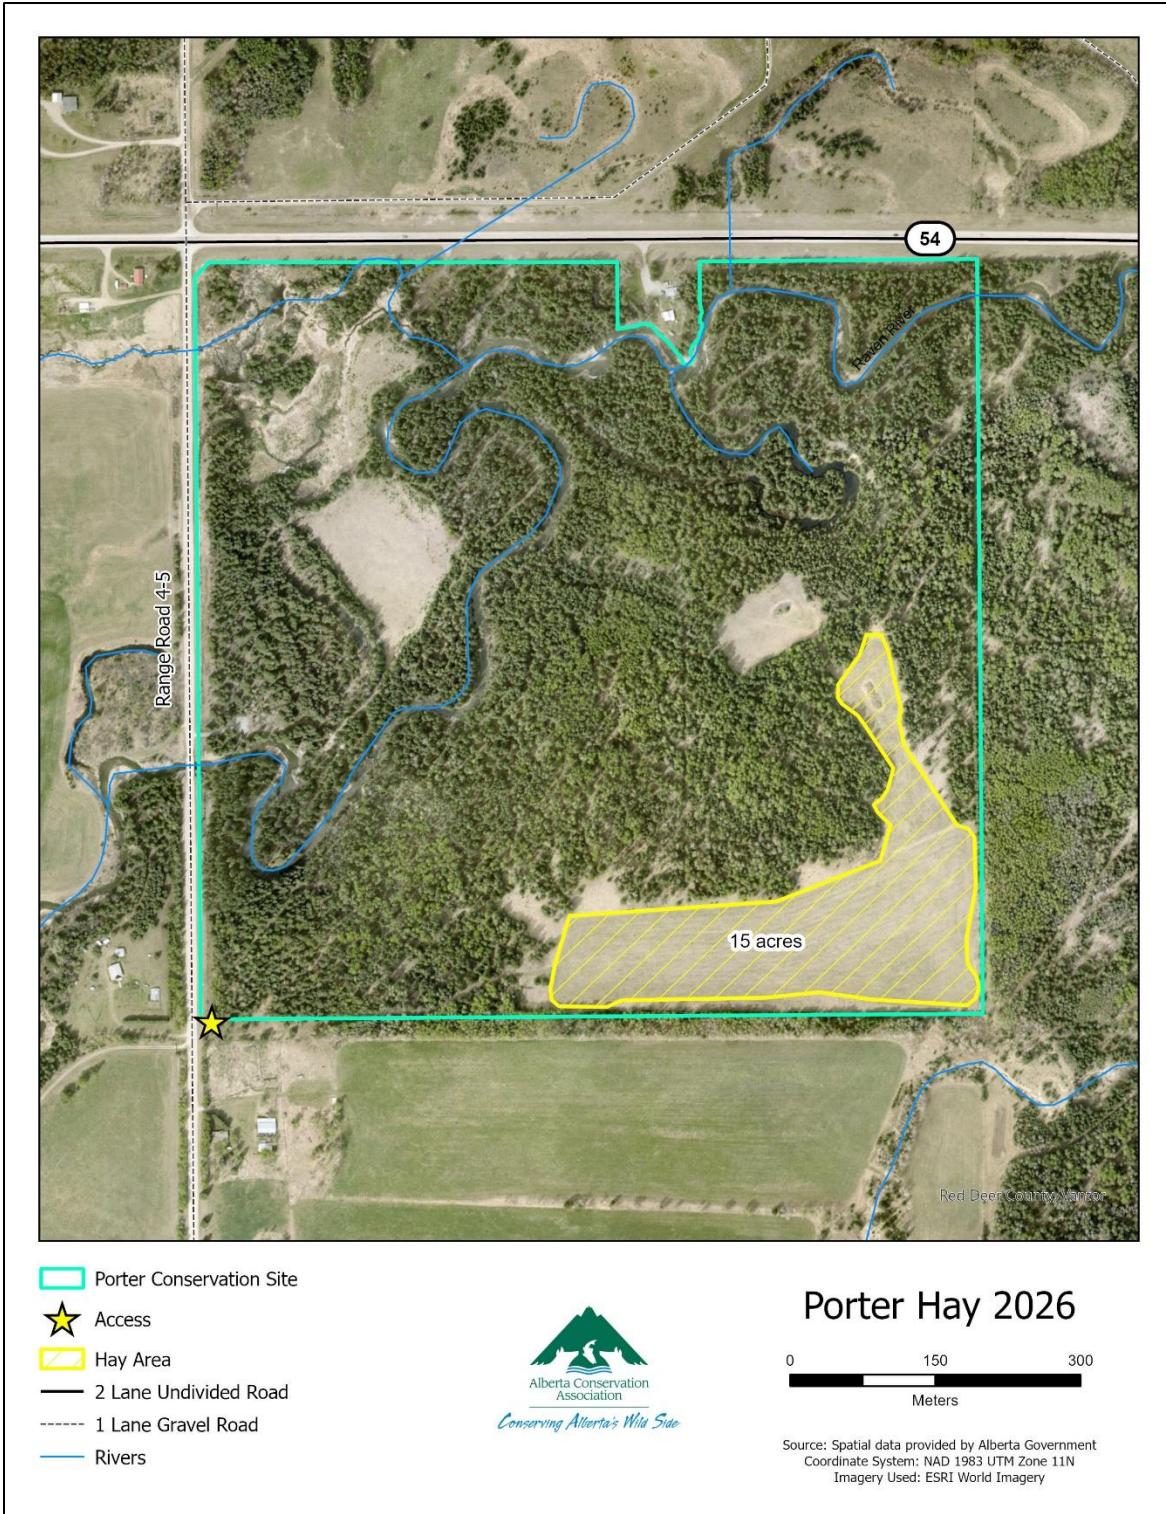 54
Raven River
Range Road 4-5
15 acres
Red Deer County, Vantor
Porter Conservation Site
Access
Hay Area
2 Lane Undivided Road
1 Lane Gravel Road
Rivers
Alberta Conservation
Association
Conserving Alberta's Wild Side
Porter Hay 2026
0 150 300
Meters
Source: Spatial data provided by Alberta Government
Coordinate System: NAD 1983 UTM Zone 11N
Imagery Used: ESRI World Imagery